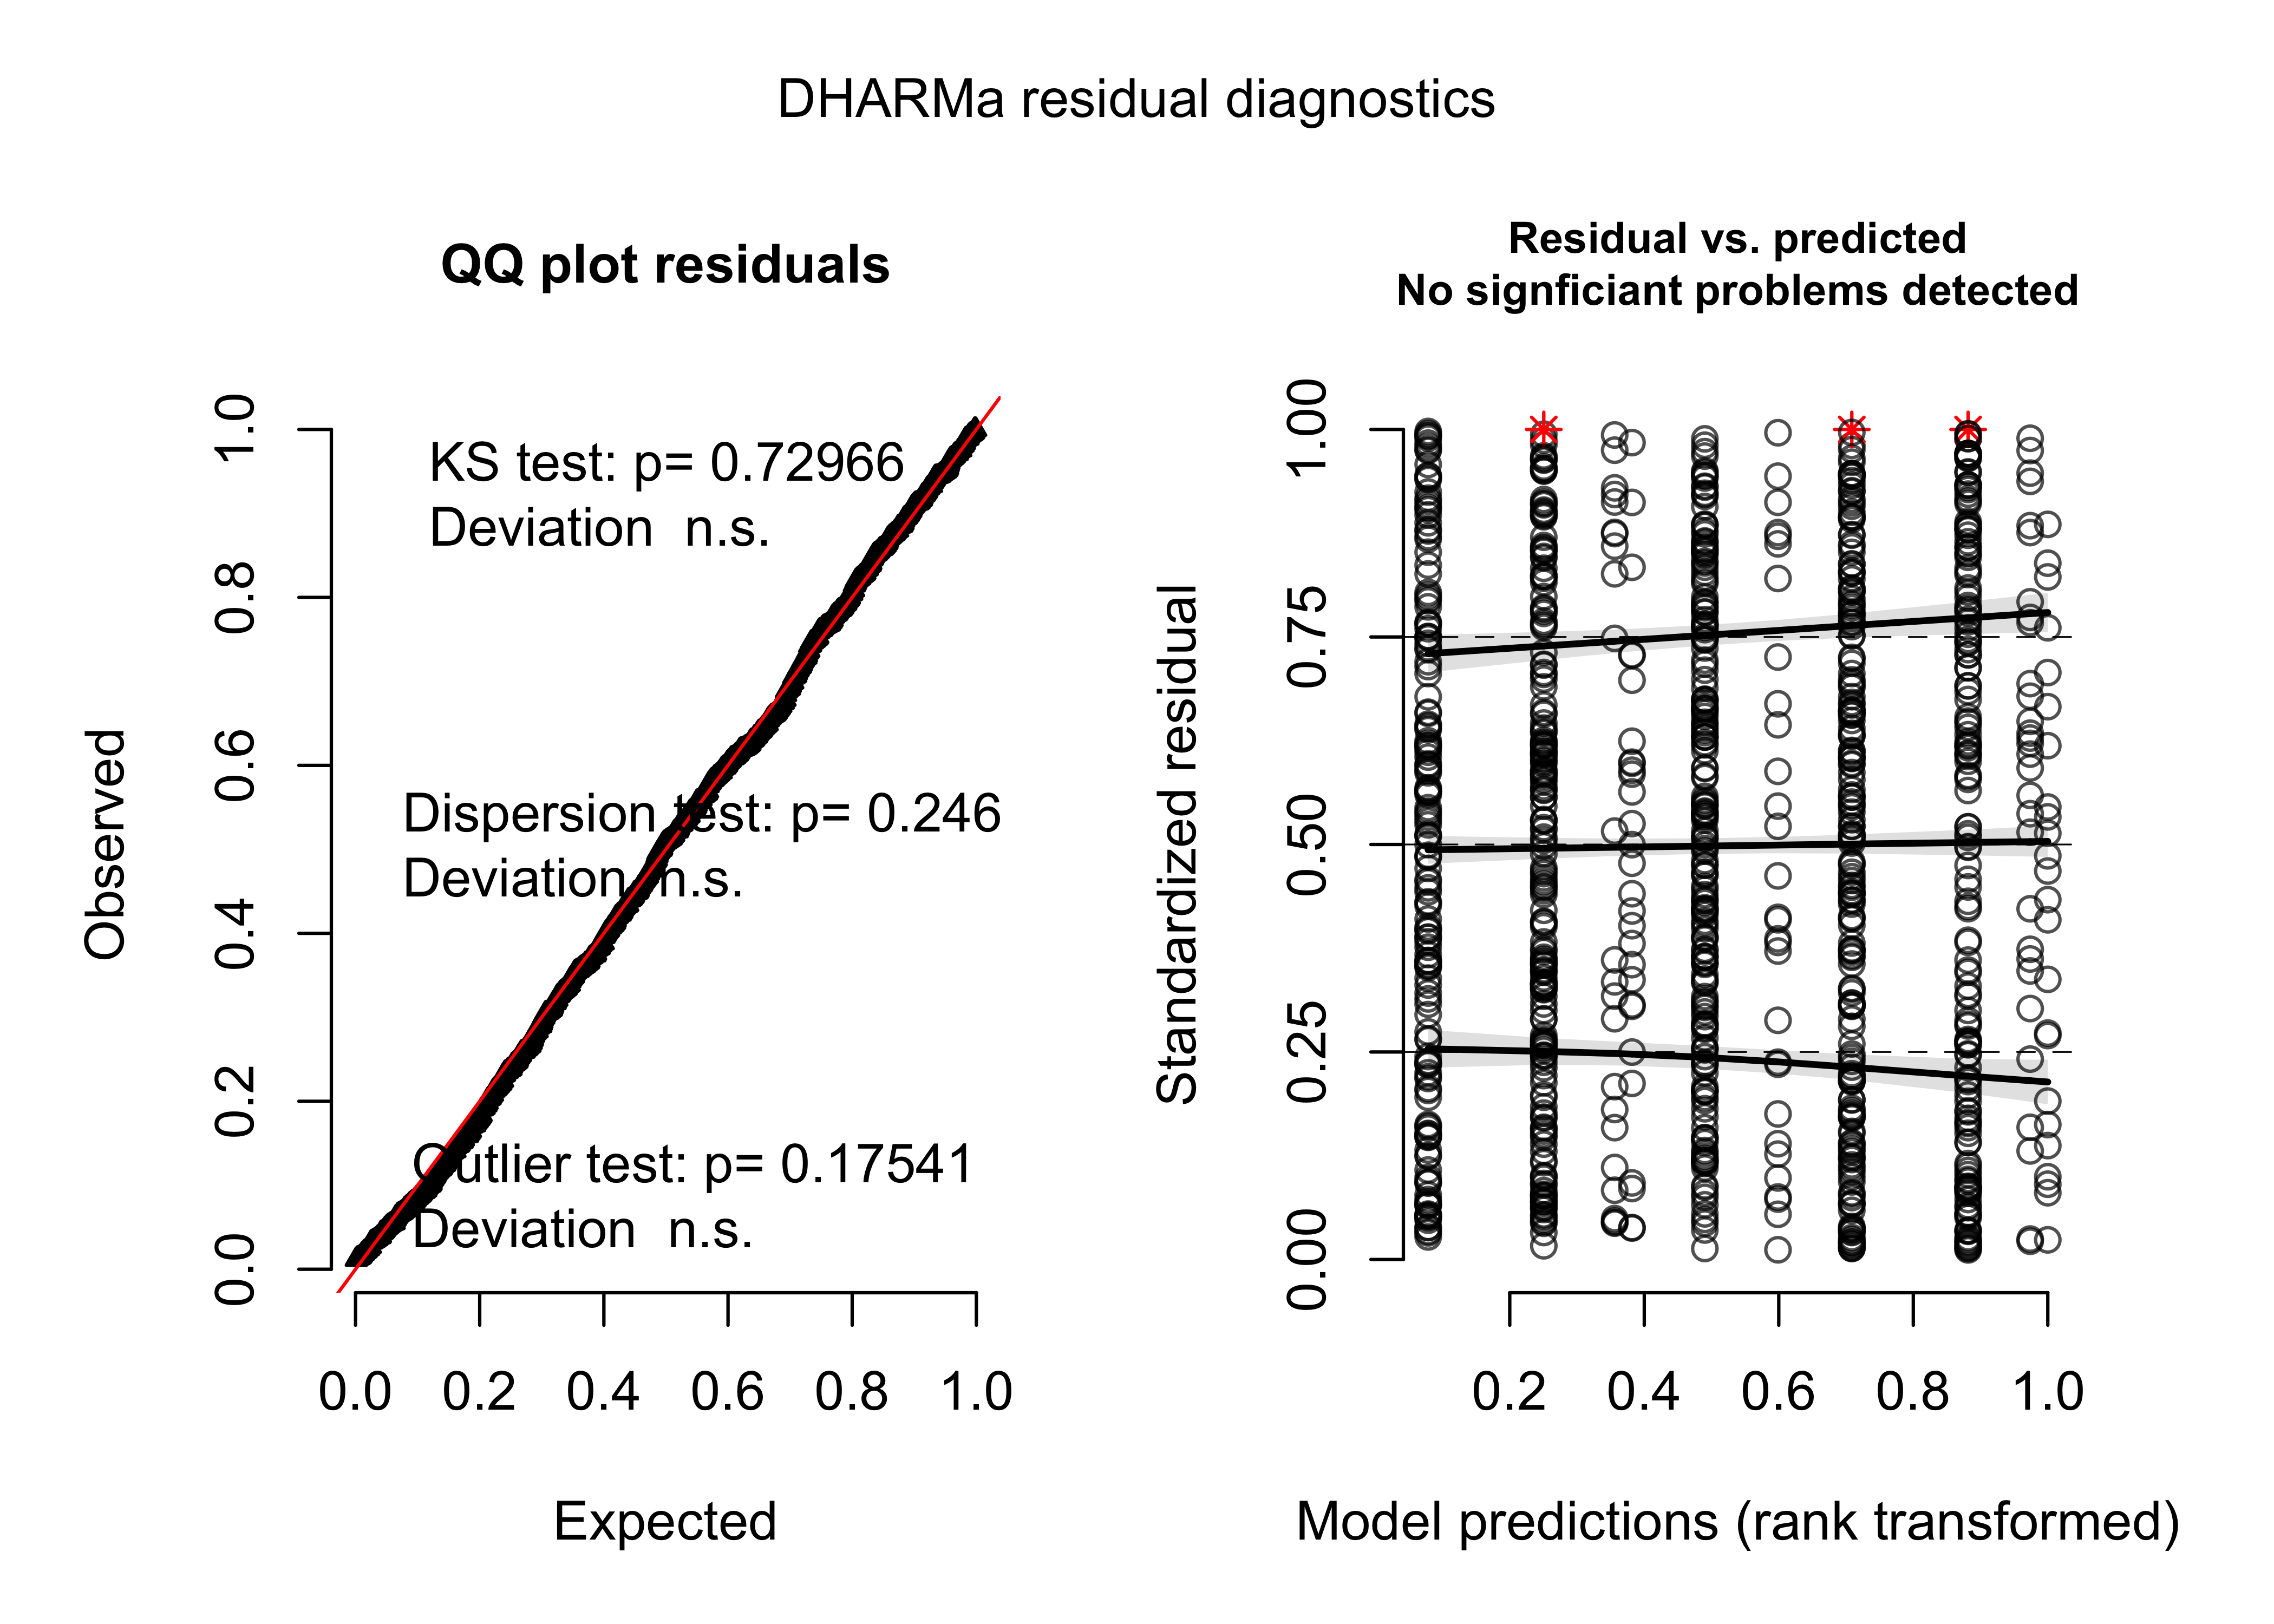 DHARMa residual diagnostics
QQ plot residuals
KS test: p= 0.72966
Deviation  n.s.
Dispersion test: p= 0.246
Deviation  n.s.
Outlier test: p= 0.17541
Deviation  n.s.
Observed
0.0 0.2 0.4 0.6 0.8 1.0
0.0 0.2 0.4 0.6 0.8 1.0
Expected
Residual vs. predicted
No signficiant problems detected
Standardized residual
0.00 0.25 0.50 0.75 1.00
0.2 0.4 0.6 0.8 1.0
Model predictions (rank transformed)